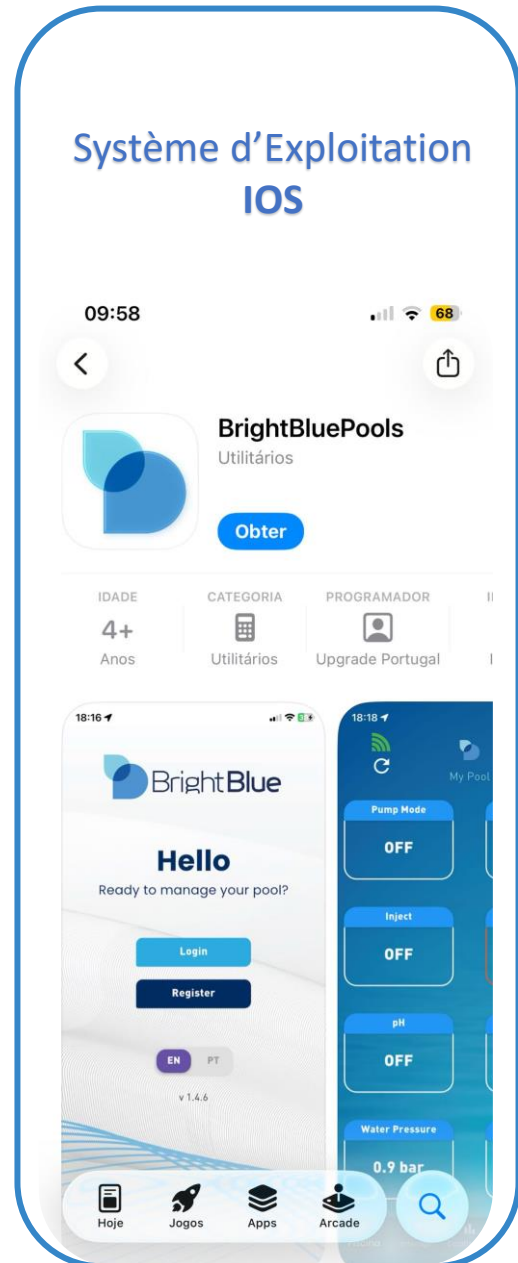 Système d’Exploitation
IOS
09:58
68
BrightBluePools
Utilitários
Obter
IDADE
CATEGORIA
PROGRAMADOR
4+
Anos
Utilitários
Upgrade Portugal
18:16
BrightBlue
Hello
Ready to manage your pool?
Login
Register
EN PT
v 1.4.6
18:18
My Pool
Pump Mode
OFF
Inject
OFF
pH
OFF
Water Pressure
0.9 bar
Hoje
Jogos
Apps
Arcade